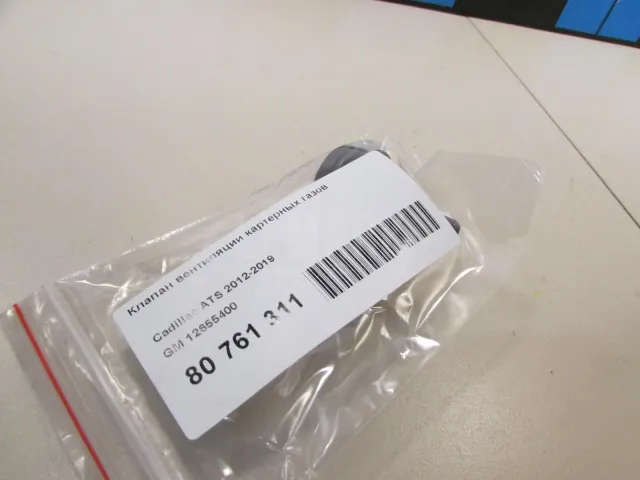 Клапан вентиляции картерных газов
Cadillac ATS 2012-2019
GM 12655400
80 761 311